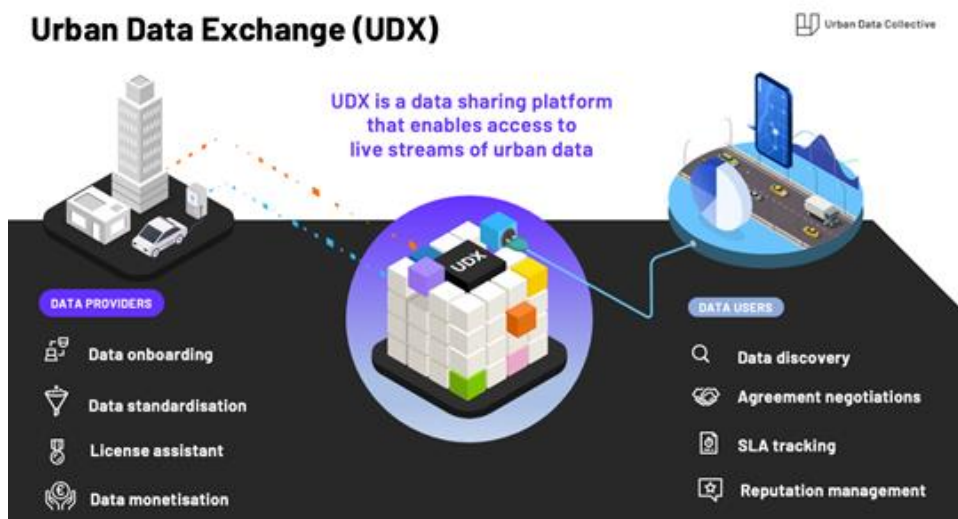 Urban Data Exchange (UDX)
Urban Data Collective
UDX is a data sharing platform
that enables access to
live streams of urban data
UDX
DATA PROVIDERS
Data onboarding
Data standardisation
License assistant
Data monetisation
DATA USERS
Data discovery
Agreement negotiations
SLA tracking
Reputation management